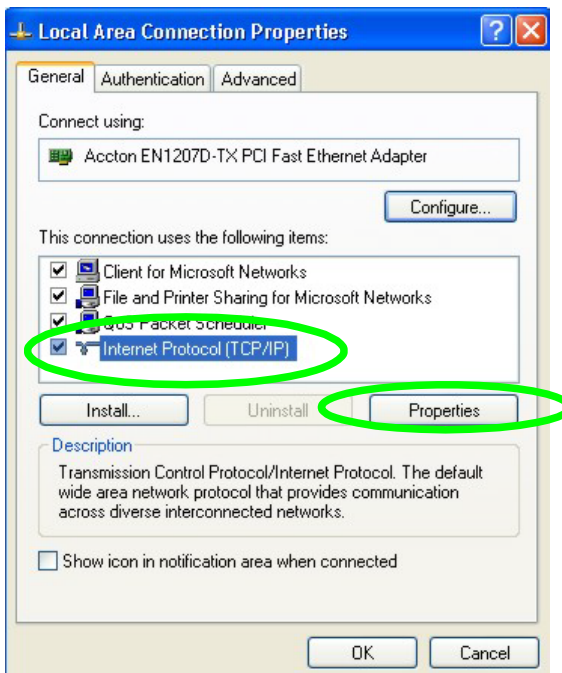 Local Area Connection Properties
General Authentication Advanced
Connect using:
Accton EN1207D-TX PCI Fast Ethernet Adapter
Configure...
This connection uses the following items:
Client for Microsoft Networks
File and Printer Sharing for Microsoft Networks
QoS Packet Scheduler
Internet Protocol (TCP/IP)
Install... Uninstall Properties
Description
Transmission Control Protocol/Internet Protocol. The default
wide area network protocol that provides communication
across diverse interconnected networks.
Show icon in notification area when connected
OK Cancel